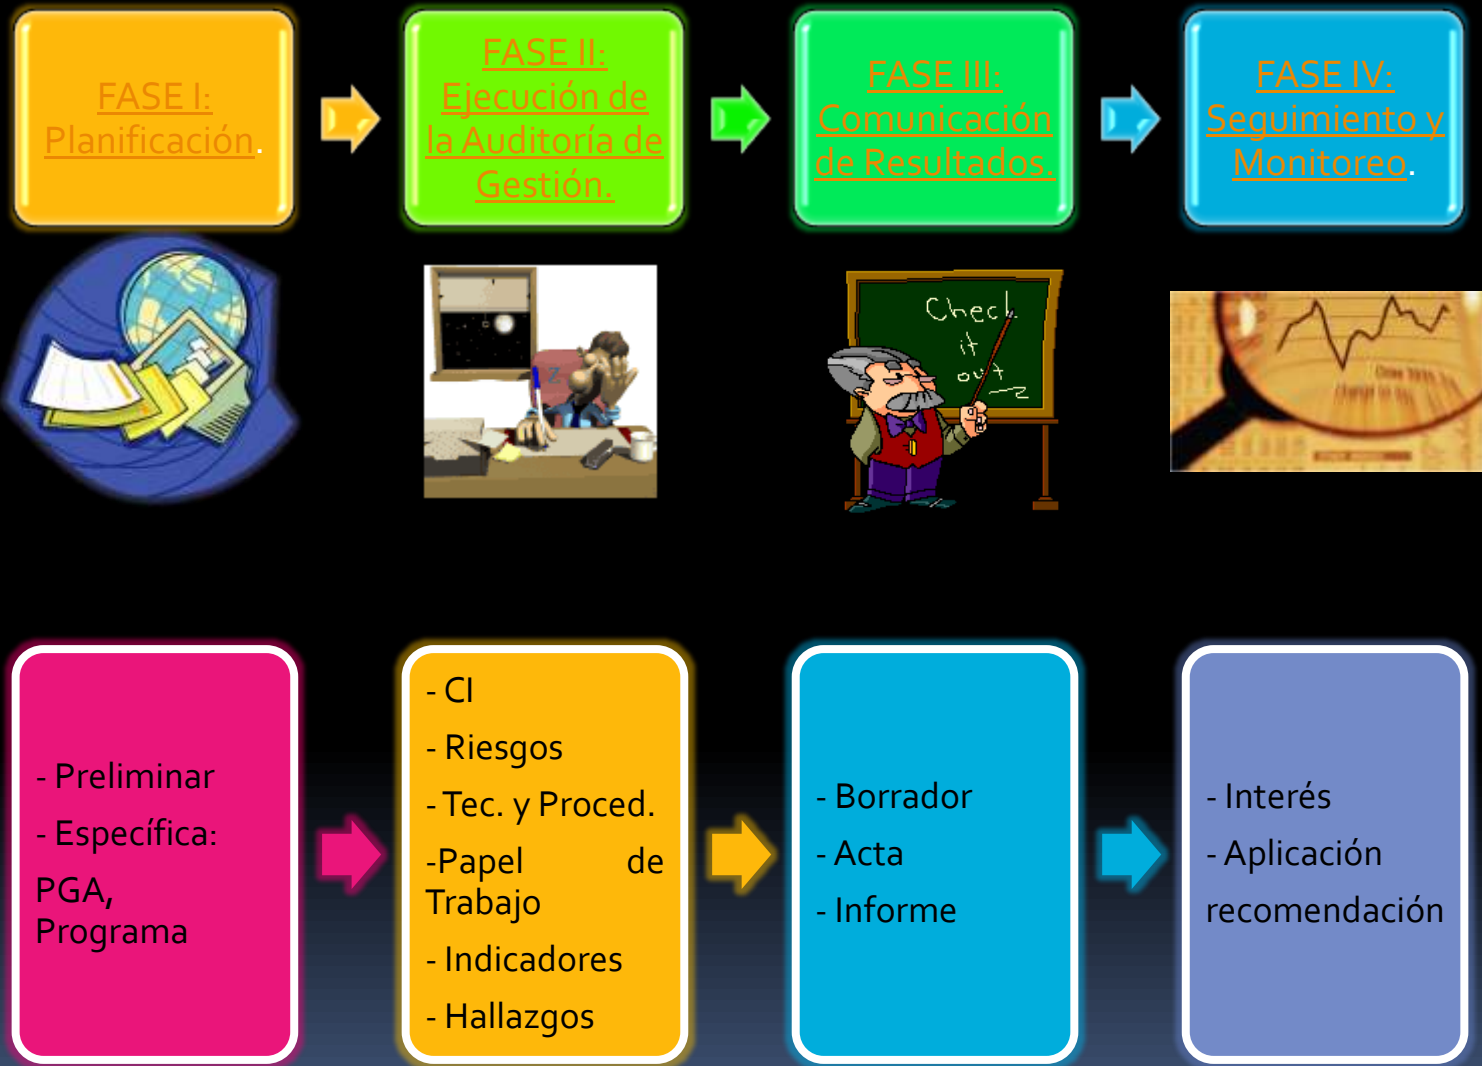 FASE I:
Planificación.
FASE II:
Ejecución de
la Auditoría de
Gestión.
FASE III:
Comunicación
de Resultados.
FASE IV:
Seguimiento y
Monitoreo.
Check
it
out
z
- Preliminar
- Específica:
PGA,
Programa
- CI
- Riesgos
- Tec. y Proced.
-Papel de
Trabajo
- Indicadores
- Hallazgos
- Borrador
- Acta
- Informe
- Interés
- Aplicación
recomendación